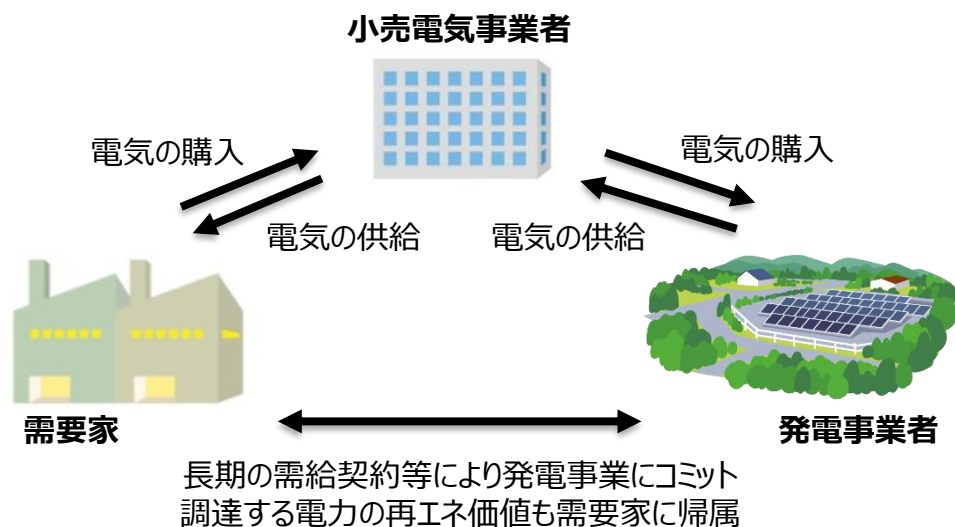 小売電気事業者
電気の購入
電気の購入
電気の供給
電気の供給
需要家
発電事業者
長期の需給契約等により発電事業にコミット
調達する電力の再エネ価値も需要家に帰属